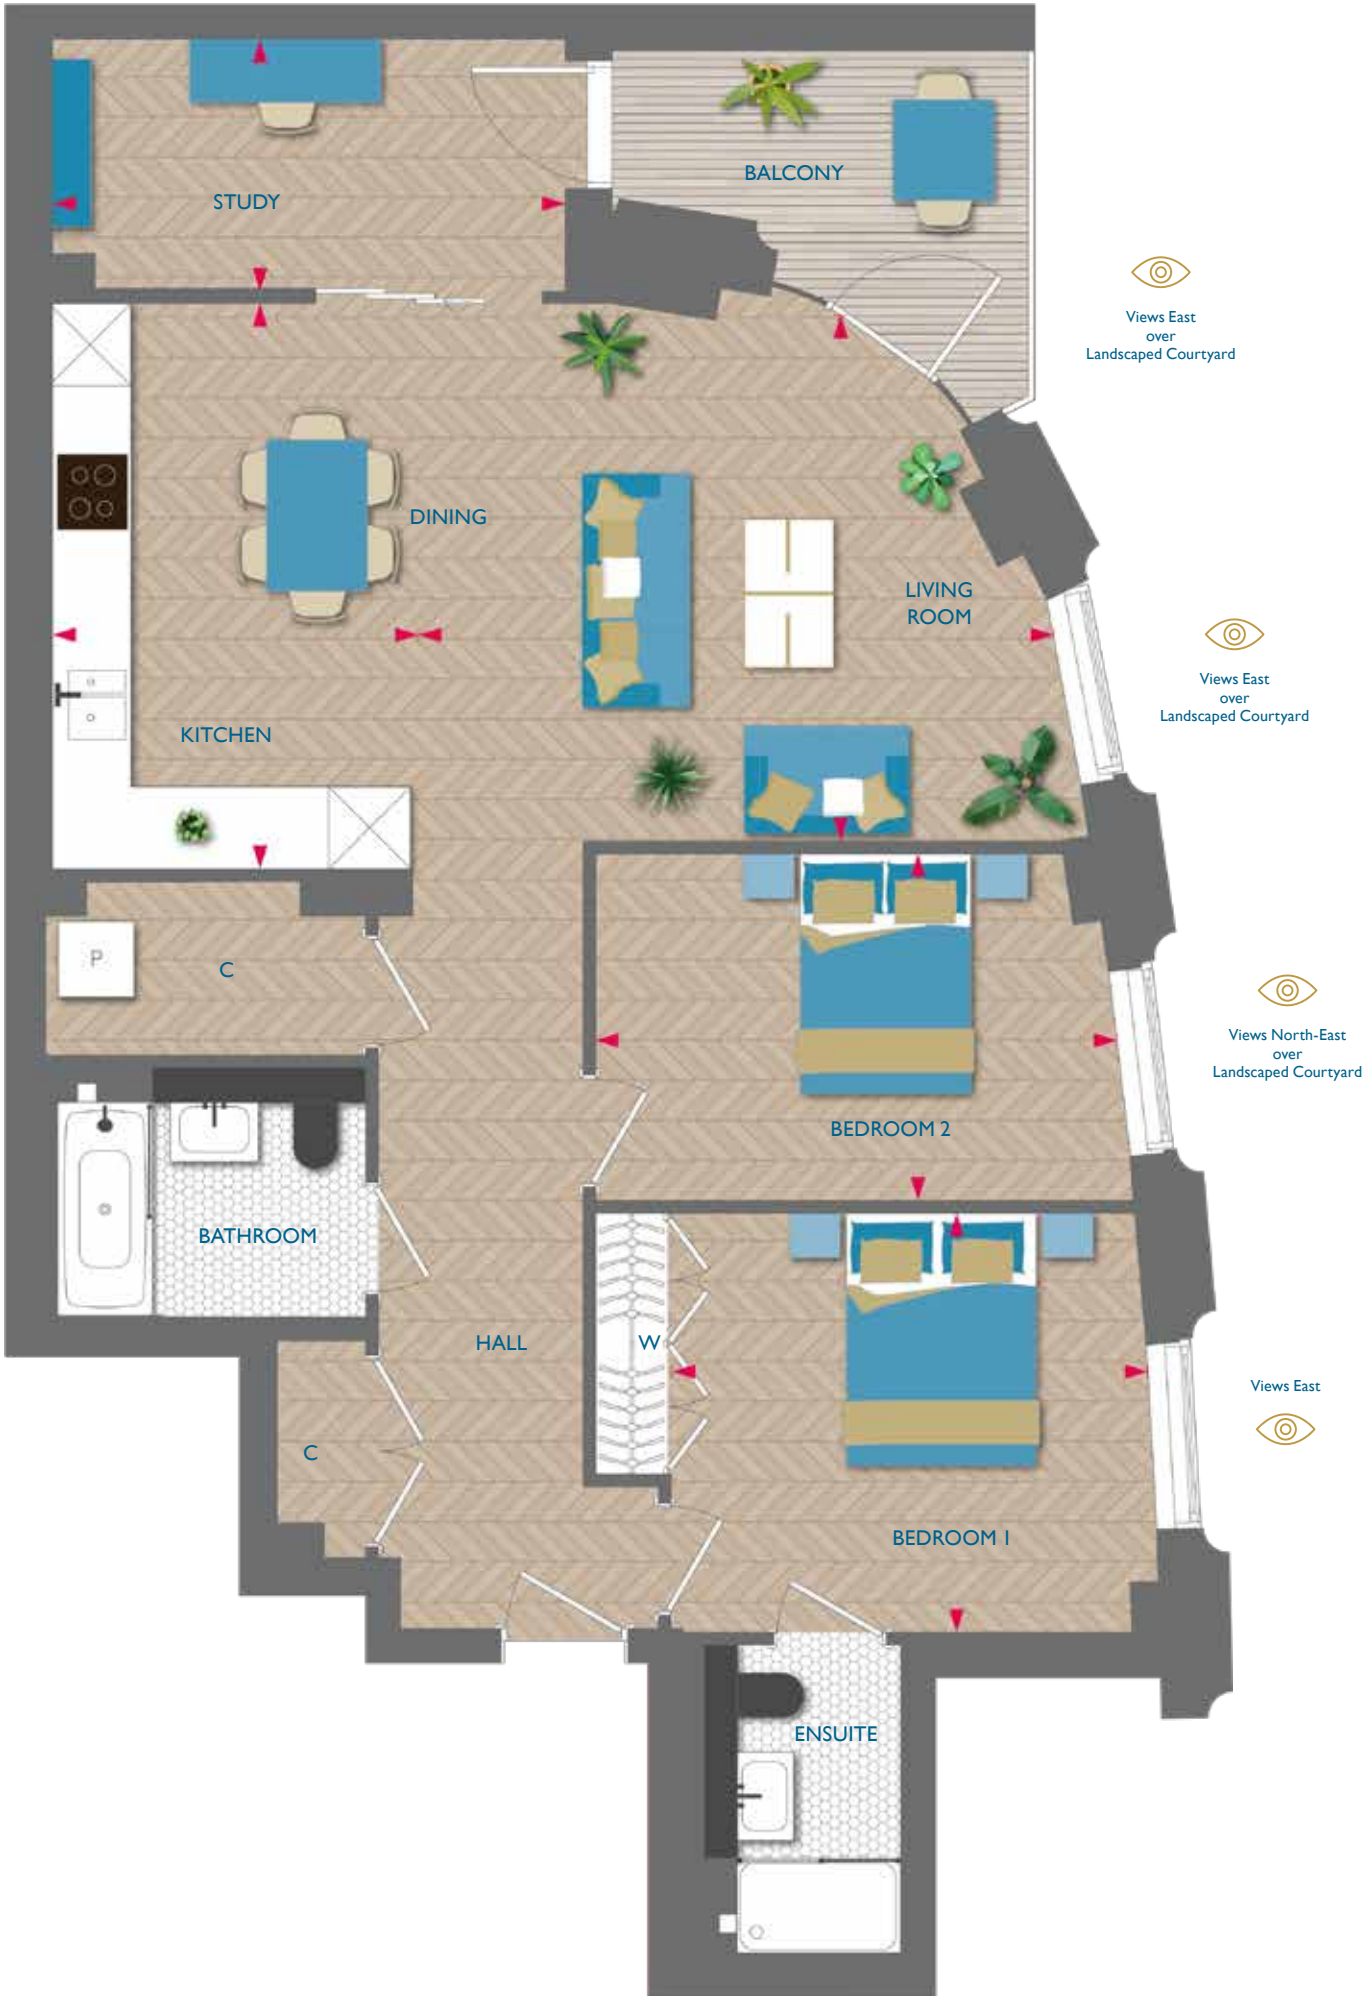 STUDY
BALCONY
Views East
over
Landscaped Courtyard
DINING
LIVING
ROOM
Views East
over
Landscaped Courtyard
KITCHEN
P
C
Views North-East
over
Landscaped Courtyard
BEDROOM 2
BATHROOM
HALL
W
Views East
C
BEDROOM 1
ENSUITE